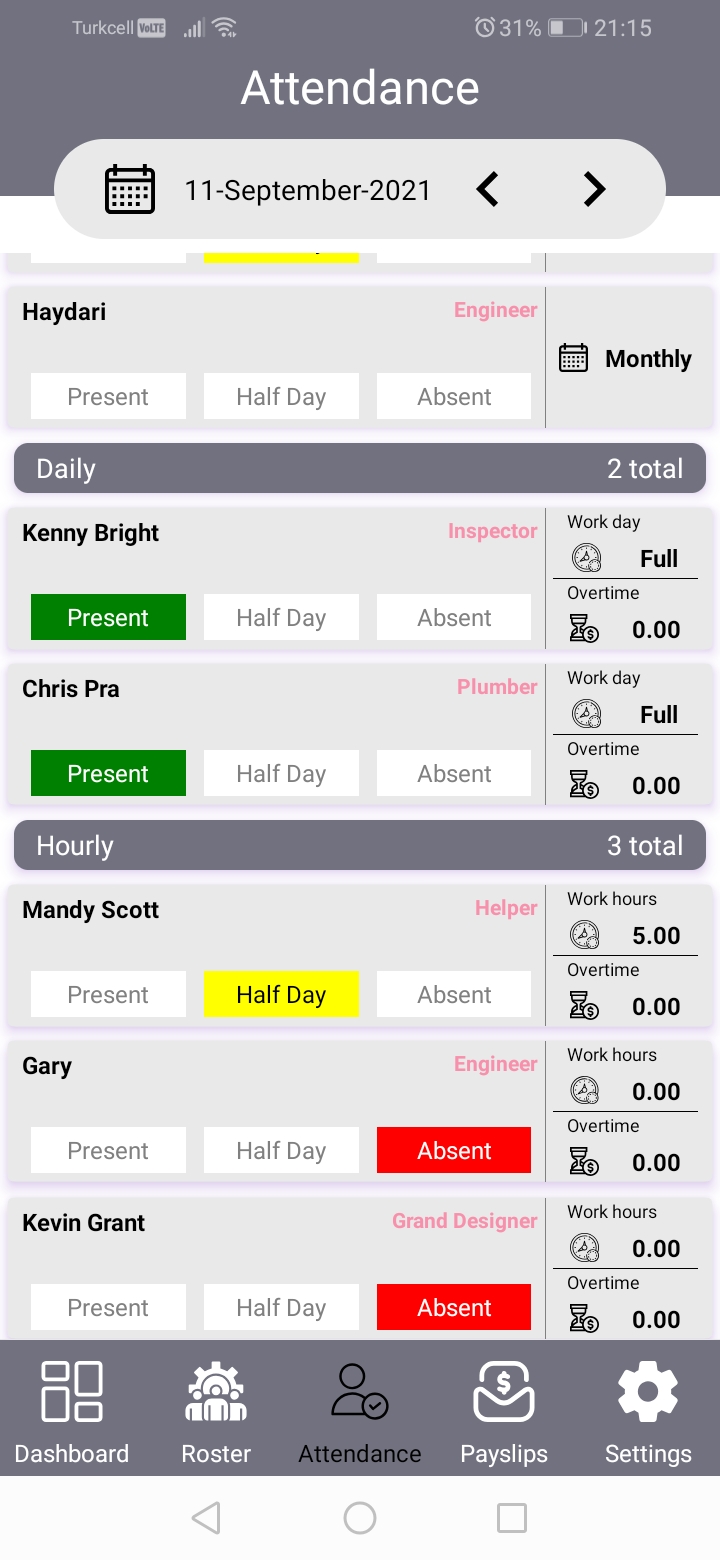 Turkcell VoLTE 31% 21:15
Attendance
11-September-2021
Haydari Engineer
Present Half Day Absent Monthly
Daily 2 total
Kenny Bright Inspector Work day
Full
Overtime
Present Half Day Absent 0.00
Chris Pra Plumber Work day
Full
Overtime
Present Half Day Absent 0.00
Hourly 3 total
Mandy Scott Helper Work hours
5.00
Overtime
Present Half Day Absent 0.00
Gary Engineer Work hours
0.00
Overtime
Present Half Day Absent 0.00
Kevin Grant Grand Designer Work hours
0.00
Overtime
Present Half Day Absent 0.00
Dashboard Roster Attendance Payslips Settings